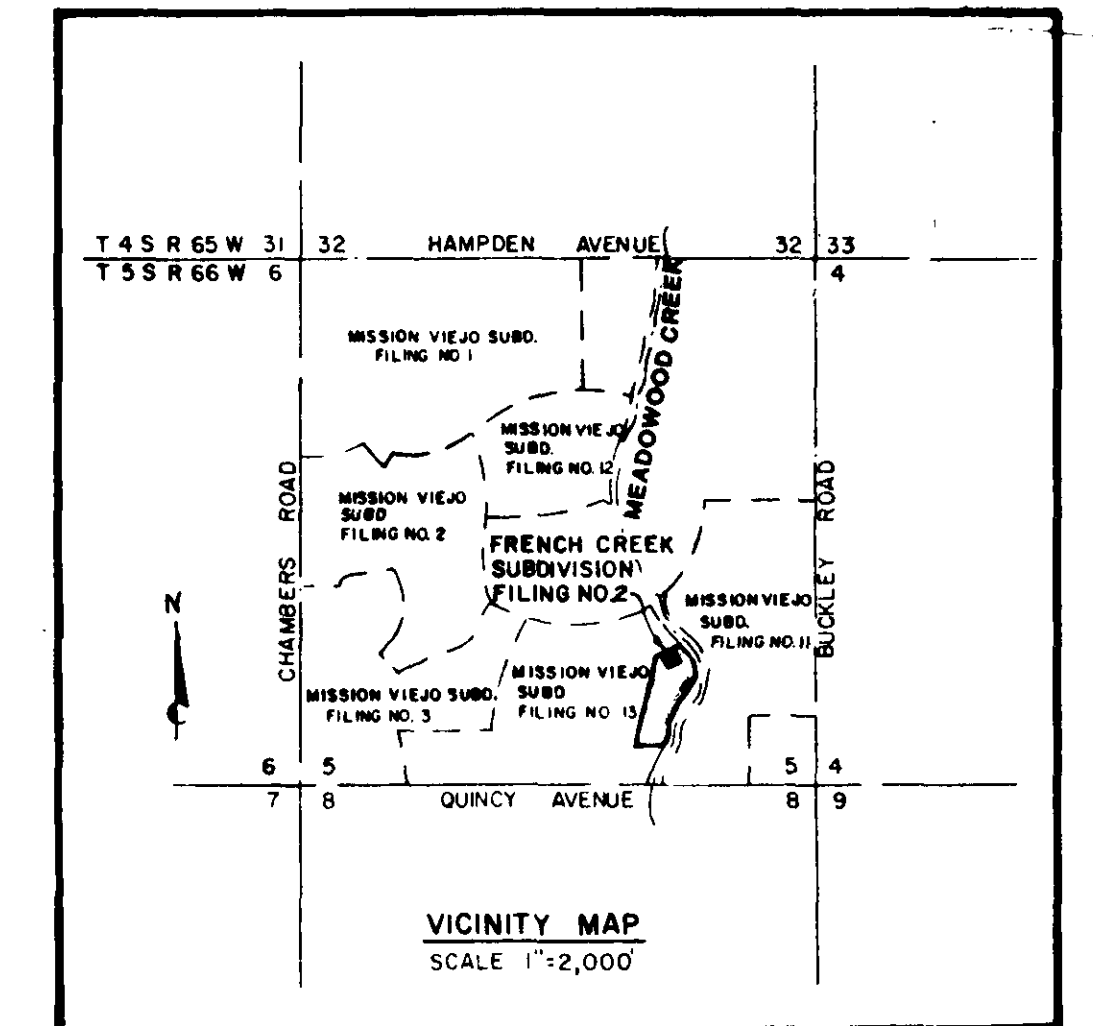 T 4 S R 65 W 31 32 HAMPDEN AVENUE 32 33
T 5 S R 66 W 6 4
MISSION VIEJO SUBD.
FILING NO 1
MEADOWOOD CREEK
MISSION VIEJO
SUBD.
FILING NO. 12
CHAMBERS ROAD
BUCKLEY ROAD
MISSION VIEJO
SUBD
FILING NO. 2
FRENCH CREEK
SUBDIVISION
FILING NO. 2
N
MISSION VIEJO
SUBD.
FILING NO. 11
MISSION VIEJO SUBD.
FILING NO. 3
MISSION VIEJO
SUBD
FILING NO 13
6 5 5 4
7 8 QUINCY AVENUE 8 9
VICINITY MAP
SCALE 1"=2,000'